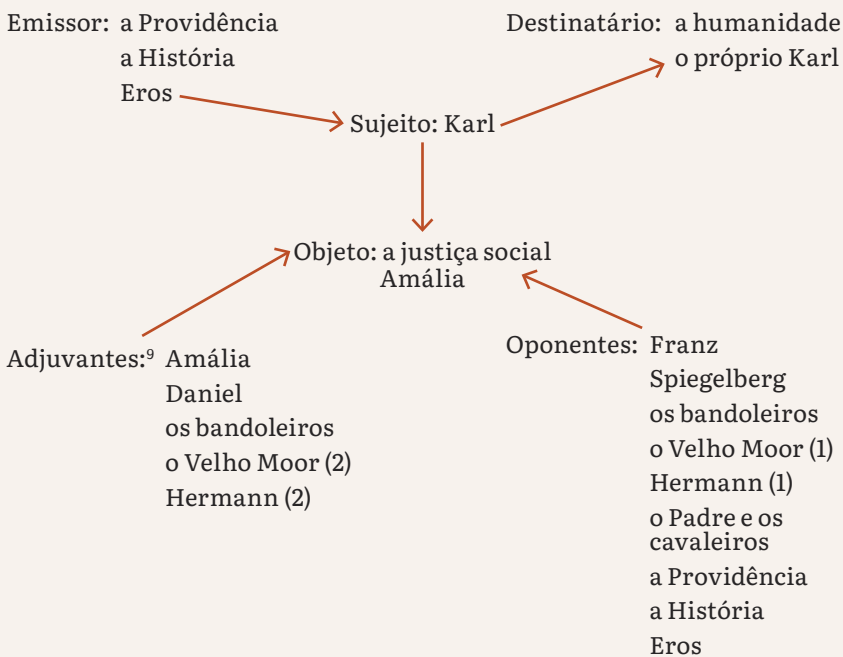 Emissor: a Providência
a História
Eros
Destinatário: a humanidade
o próprio Karl
Sujeito: Karl
Objeto: a justiça social
Amália
Adjuvantes:⁹ Amália
Daniel
os bandoleiros
o Velho Moor (2)
Hermann (2)
Oponentes: Franz
Spiegelberg
os bandoleiros
o Velho Moor (1)
Hermann (1)
o Padre e os
cavaleiros
a Providência
a História
Eros